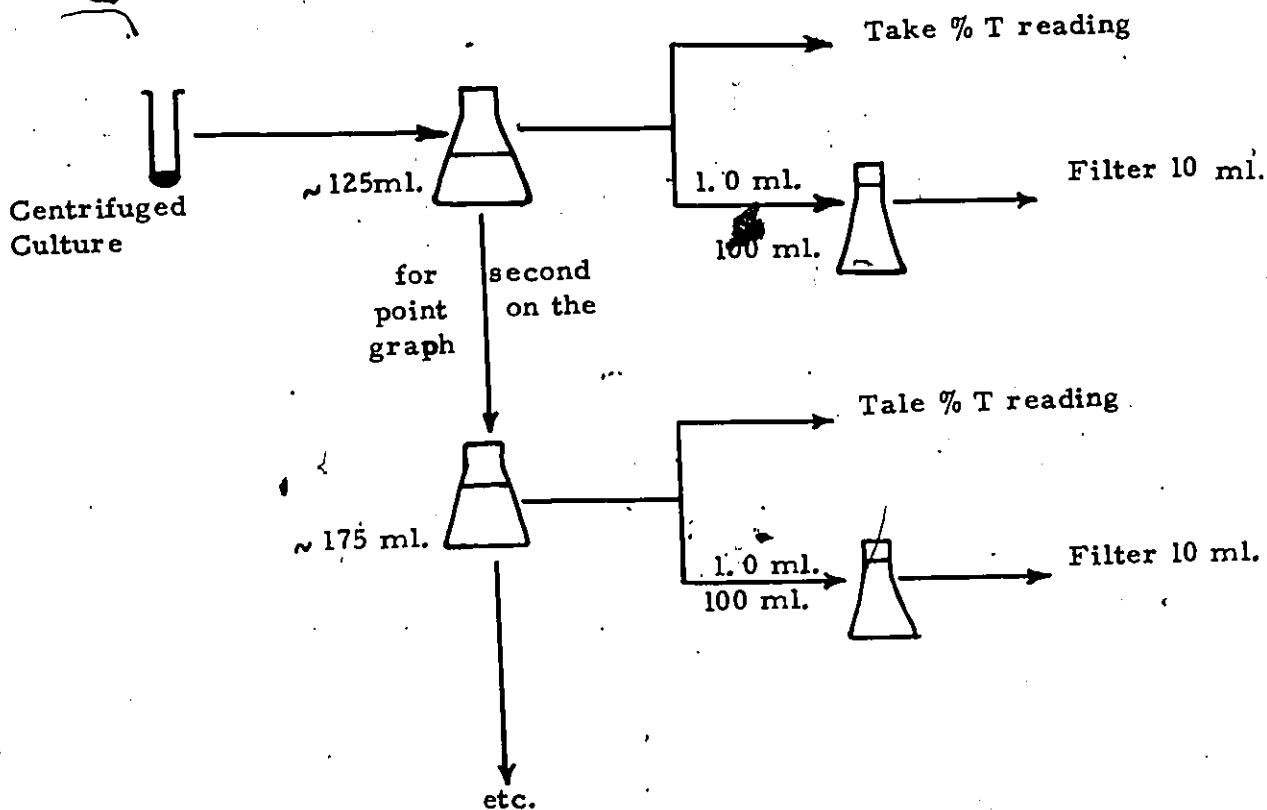 Take % T reading
~ 125ml.
1.0 ml.
Filter 10 ml.
Centrifuged
Culture
100 ml.
for second
point on the
graph
Tale % T reading
~ 175 ml.
1.0 ml.
Filter 10 ml.
100 ml.
etc.